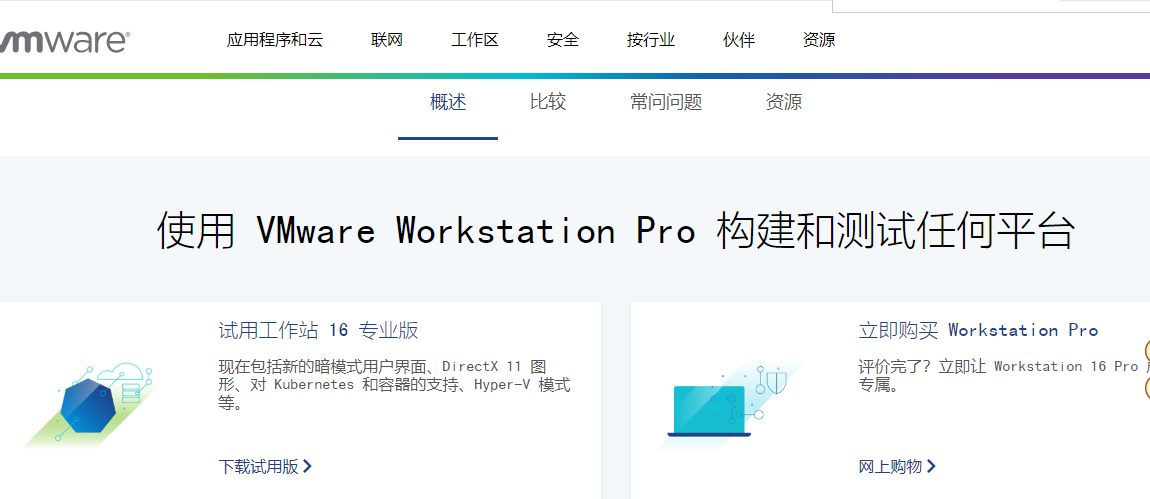 vmware®
应用程序和云 联网 工作区 安全 按行业 伙伴 资源
概述 比较 常问问题 资源
使用 VMware Workstation Pro 构建和测试任何平台
试用工作站 16 专业版
现在包括新的暗模式用户界面、DirectX 11 图
形、对 Kubernetes 和容器的支持、Hyper-V 模式
等。
下载试用版
立即购买 Workstation Pro
评价完了？立即让 Workstation 16 Pro
专属。
网上购物